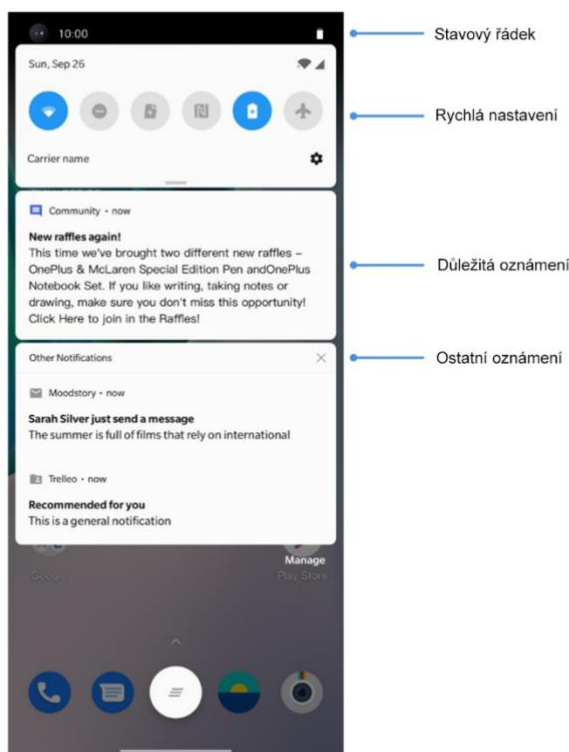 10:00
Stavový řádek
Sun, Sep 26
Rychlá nastavení
Carrier name
Community • now
New raffles again!
This time we've brought two different new raffles –
OnePlus & McLaren Special Edition Pen andOnePlus
Notebook Set. If you like writing, taking notes or
drawing, make sure you don't miss this opportunity!
Click Here to join in the Raffles!
Důležitá oznámení
Other Notifications
Ostatní oznámení
Moodstory • now
Sarah Silver just send a message
The summer is full of films that rely on international
Trelleo • now
Recommended for you
This is a general notification
Manage
Google
Play Store